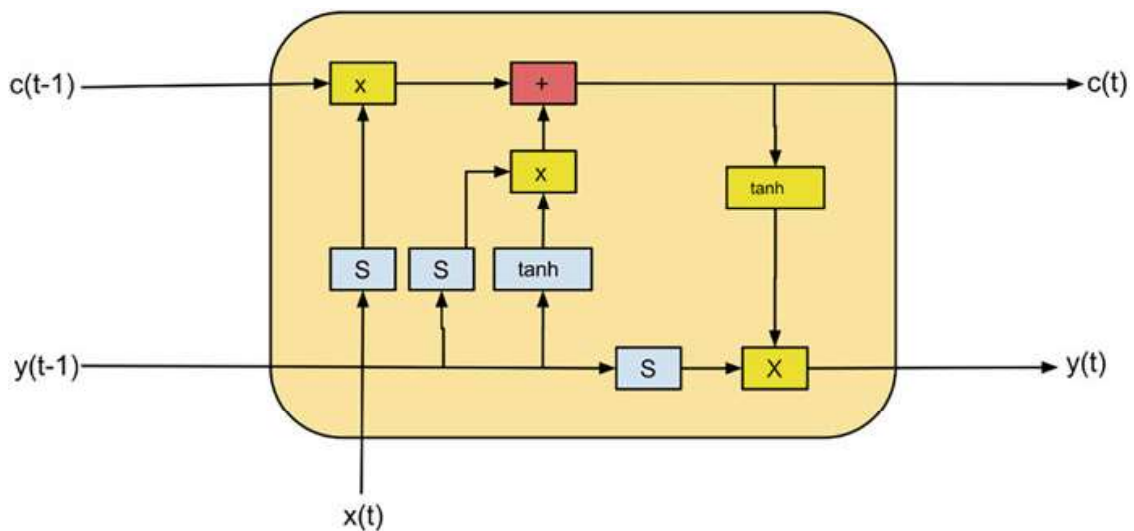 c(t-1)
x
+
c(t)
x
tanh
S
S
tanh
y(t-1)
S
X
y(t)
x(t)